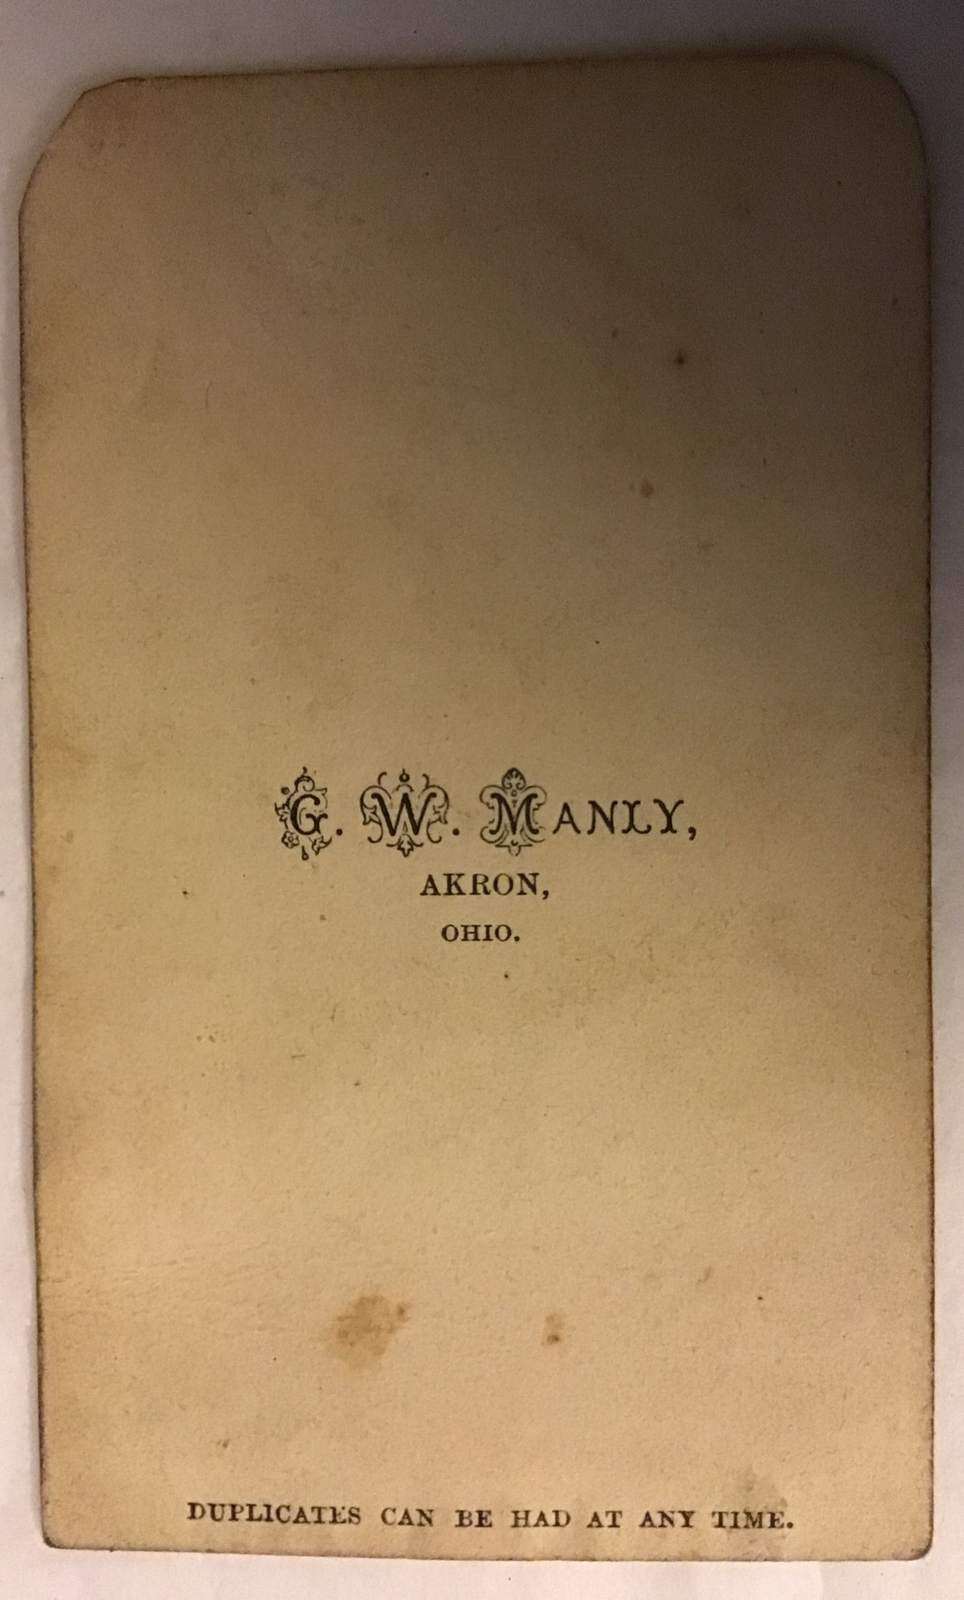 G. W. MANLY,
AKRON,
OHIO.
DUPLICATES CAN BE HAD AT ANY TIME.